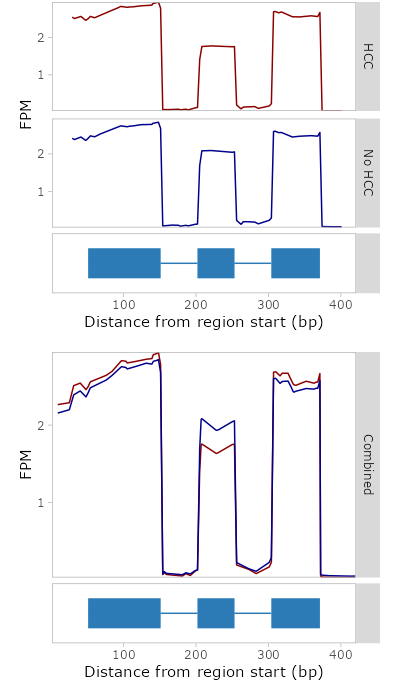 2
1
HCC
FPM
2
1
No HCC
100 200 300 400
Distance from region start (bp)
2
1
FPM
Combined
100 200 300 400
Distance from region start (bp)